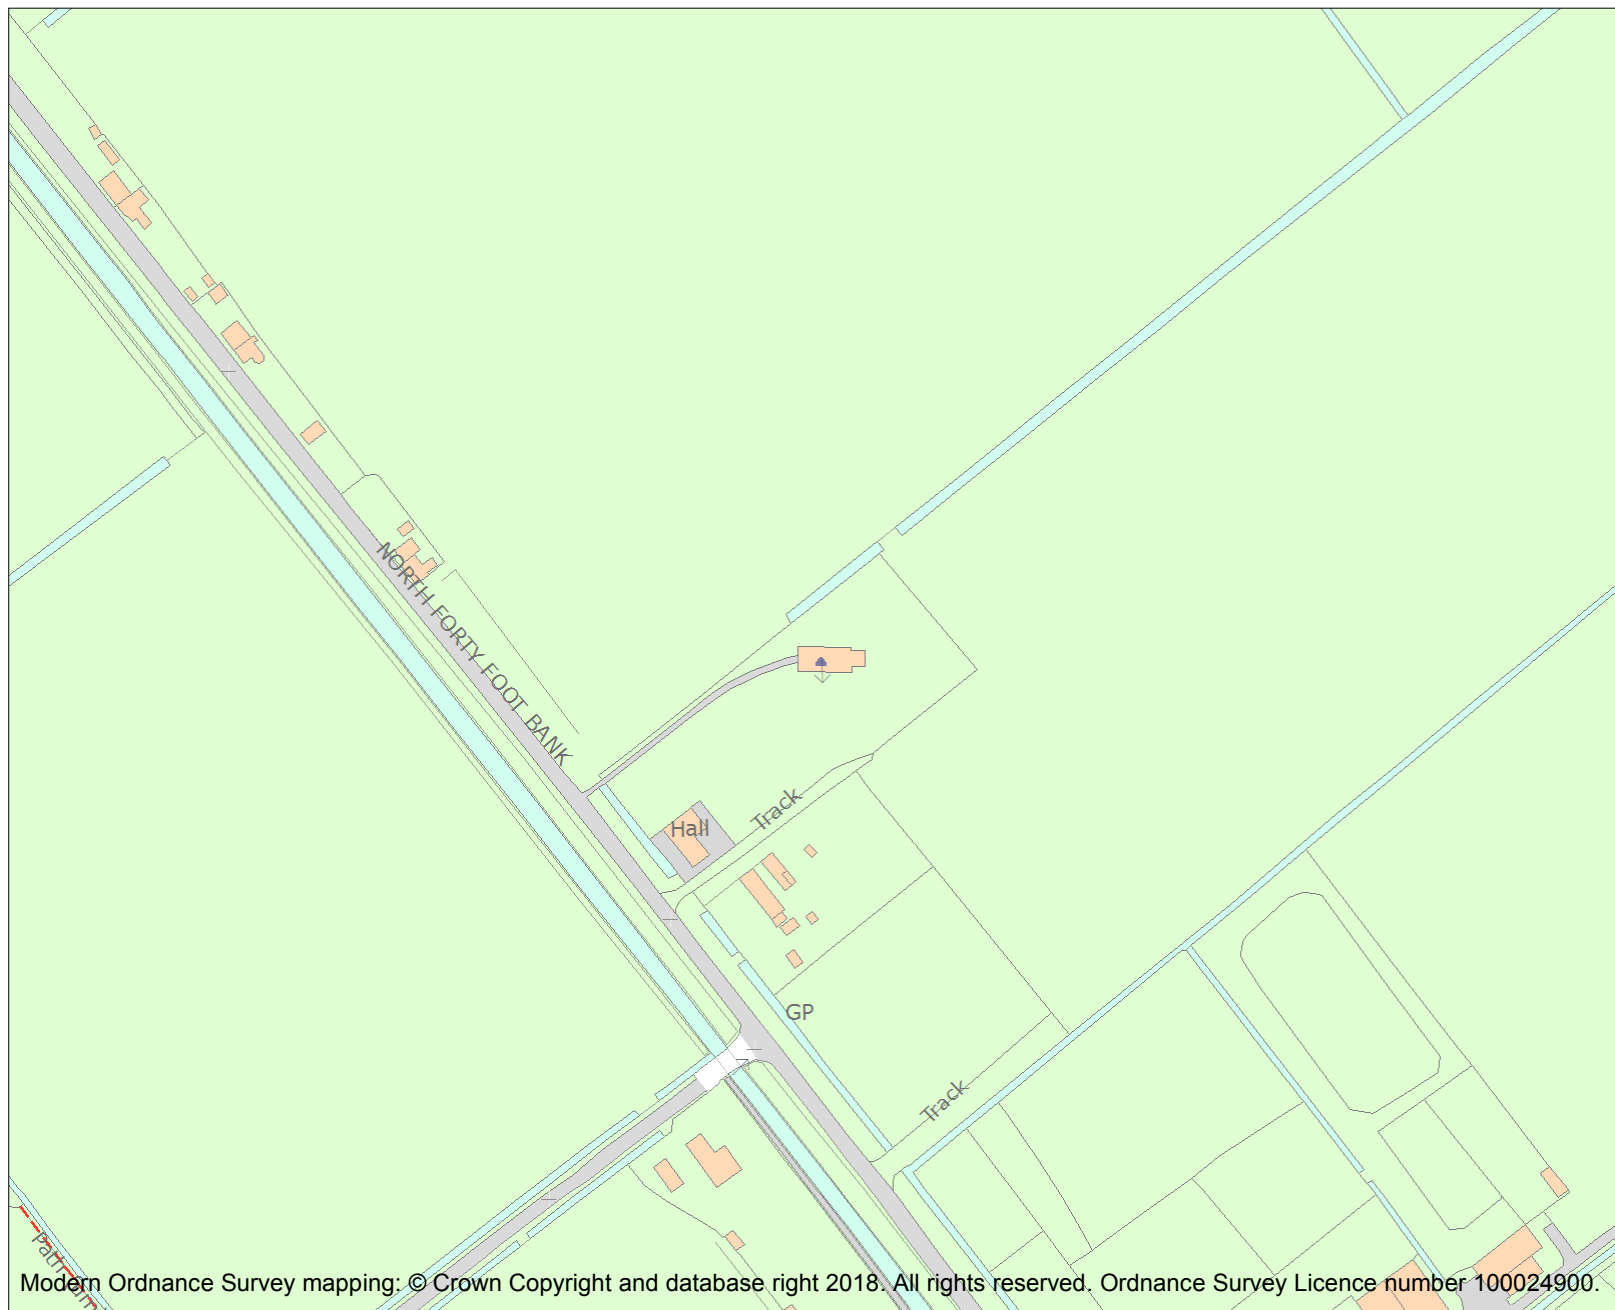 NORTH FORTY FOOT BANK
Hall
Track
GP
Track
Path
Modern Ordnance Survey mapping: © Crown Copyright and database right 2018. All rights reserved. Ordnance Survey Licence number 100024900.